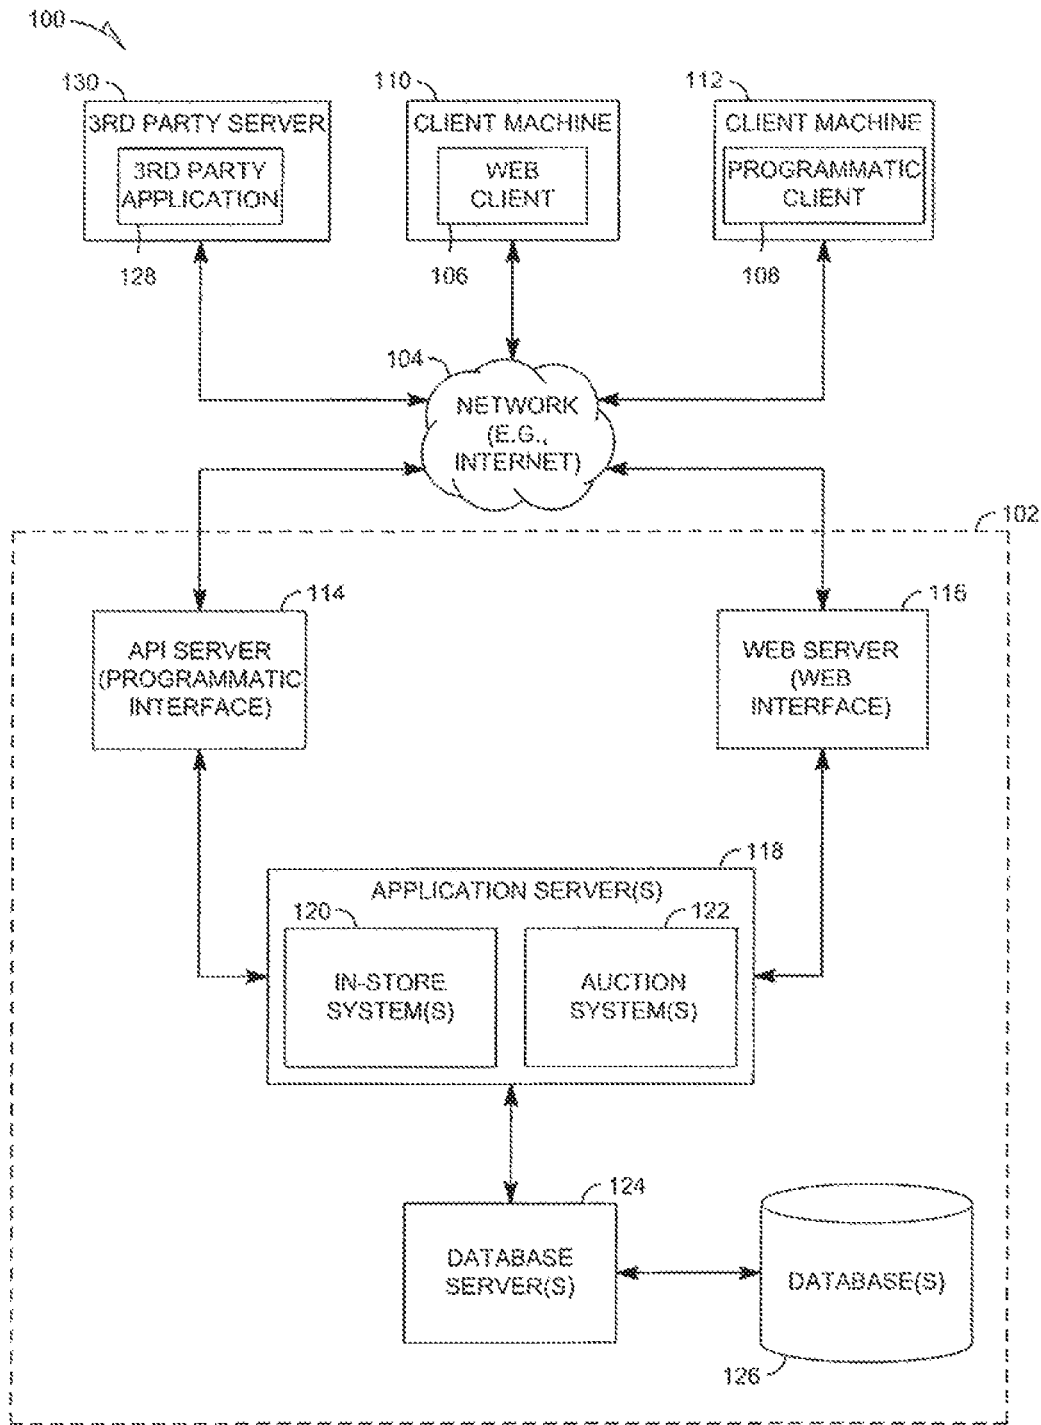 100
130
110
112
3RD PARTY SERVER
3RD PARTY
APPLICATION
CLIENT MACHINE
WEB
CLIENT
CLIENT MACHINE
PROGRAMMATIC
CLIENT
128
106
108
104
NETWORK
(E.G.,
INTERNET)
102
114
116
API SERVER
(PROGRAMMATIC
INTERFACE)
WEB SERVER
(WEB
INTERFACE)
118
APPLICATION SERVER(S)
120
122
IN-STORE
SYSTEM(S)
AUCTION
SYSTEM(S)
124
DATABASE
SERVER(S)
DATABASE(S)
126